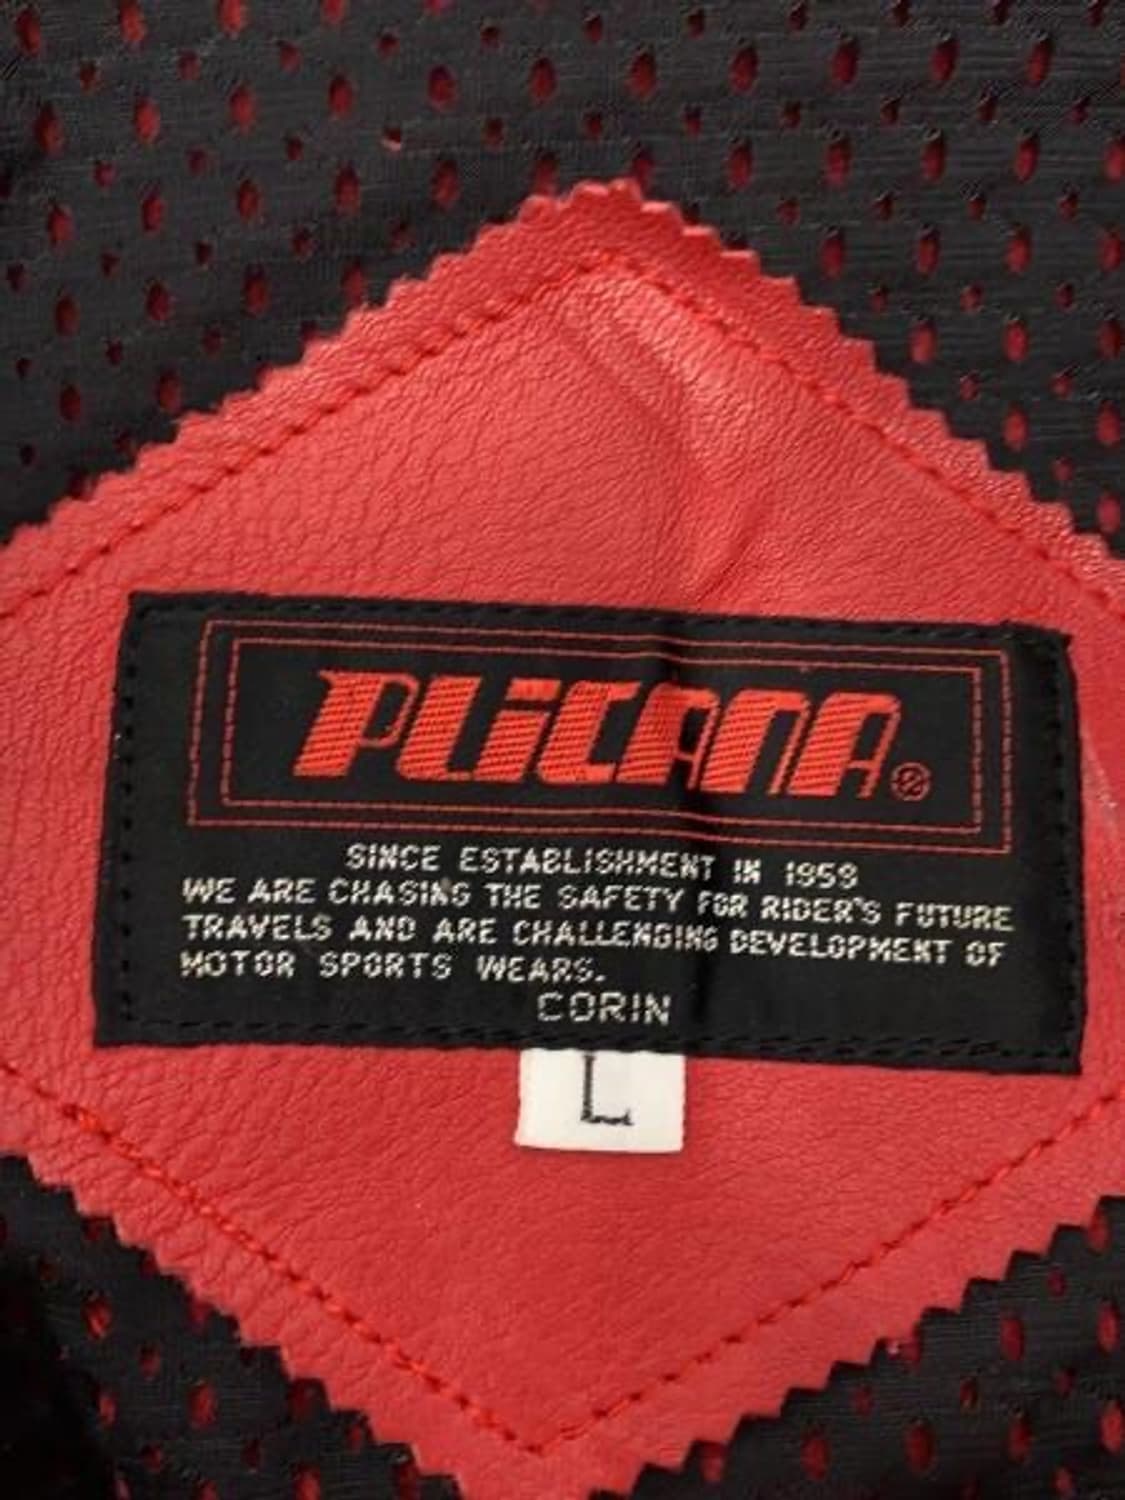 PLiCANA®
SINCE ESTABLISHMENT IN 1959
WE ARE CHASING THE SAFETY FOR RIDER'S FUTURE
TRAVELS AND ARE CHALLENGING DEVELOPMENT OF
MOTOR SPORTS WEARS.
CORIN
L